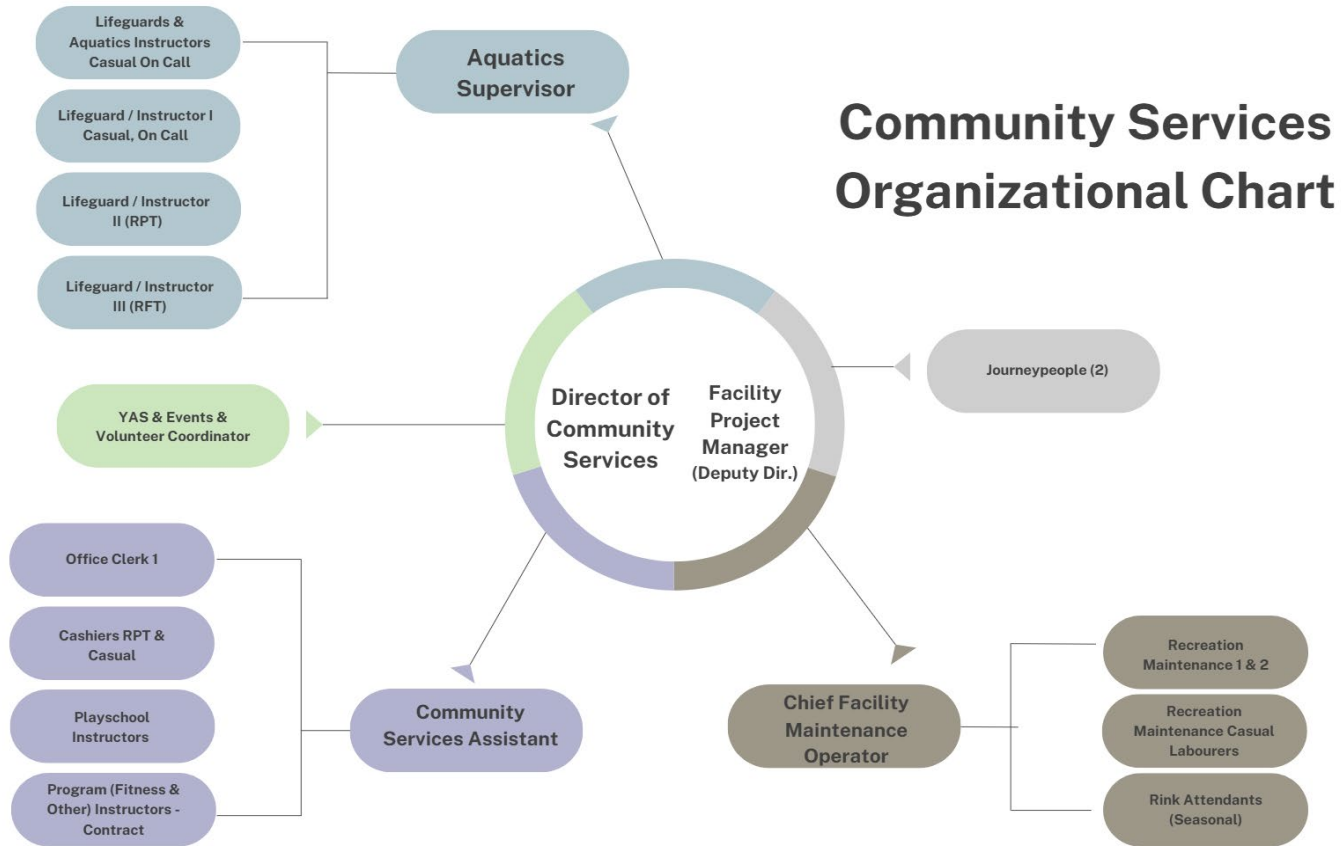 Community Services
Organizational Chart
Lifeguards &
Aquatics Instructors
Casual On Call
Lifeguard / Instructor I
Casual, On Call
Lifeguard / Instructor
II (RPT)
Lifeguard / Instructor
III (RFT)
Aquatics
Supervisor
YAS & Events &
Volunteer Coordinator
Director of
Community
Services
Facility
Project
Manager
(Deputy Dir.)
Journeypeople (2)
Office Clerk 1
Cashiers RPT &
Casual
Playschool
Instructors
Program (Fitness &
Other) Instructors -
Contract
Community
Services Assistant
Chief Facility
Maintenance
Operator
Recreation
Maintenance 1 & 2
Recreation
Maintenance Casual
Labourers
Rink Attendants
(Seasonal)